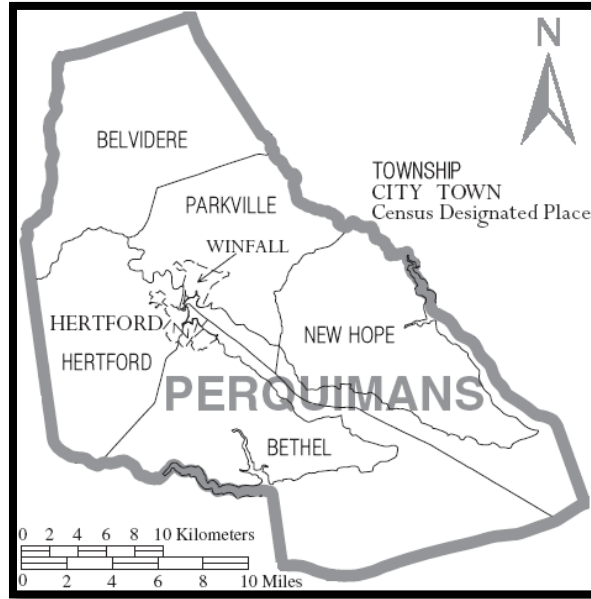 N
BELVIDERE
TOWNSHIP
CITY TOWN
Census Designated Place
PARKVILLE
WINFALL
HERTFORD
NEW HOPE
HERTFORD
PERQUIMANS
BETHEL
0 2 4 6 8 10 Kilometers
0 2 4 6 8 10 Miles